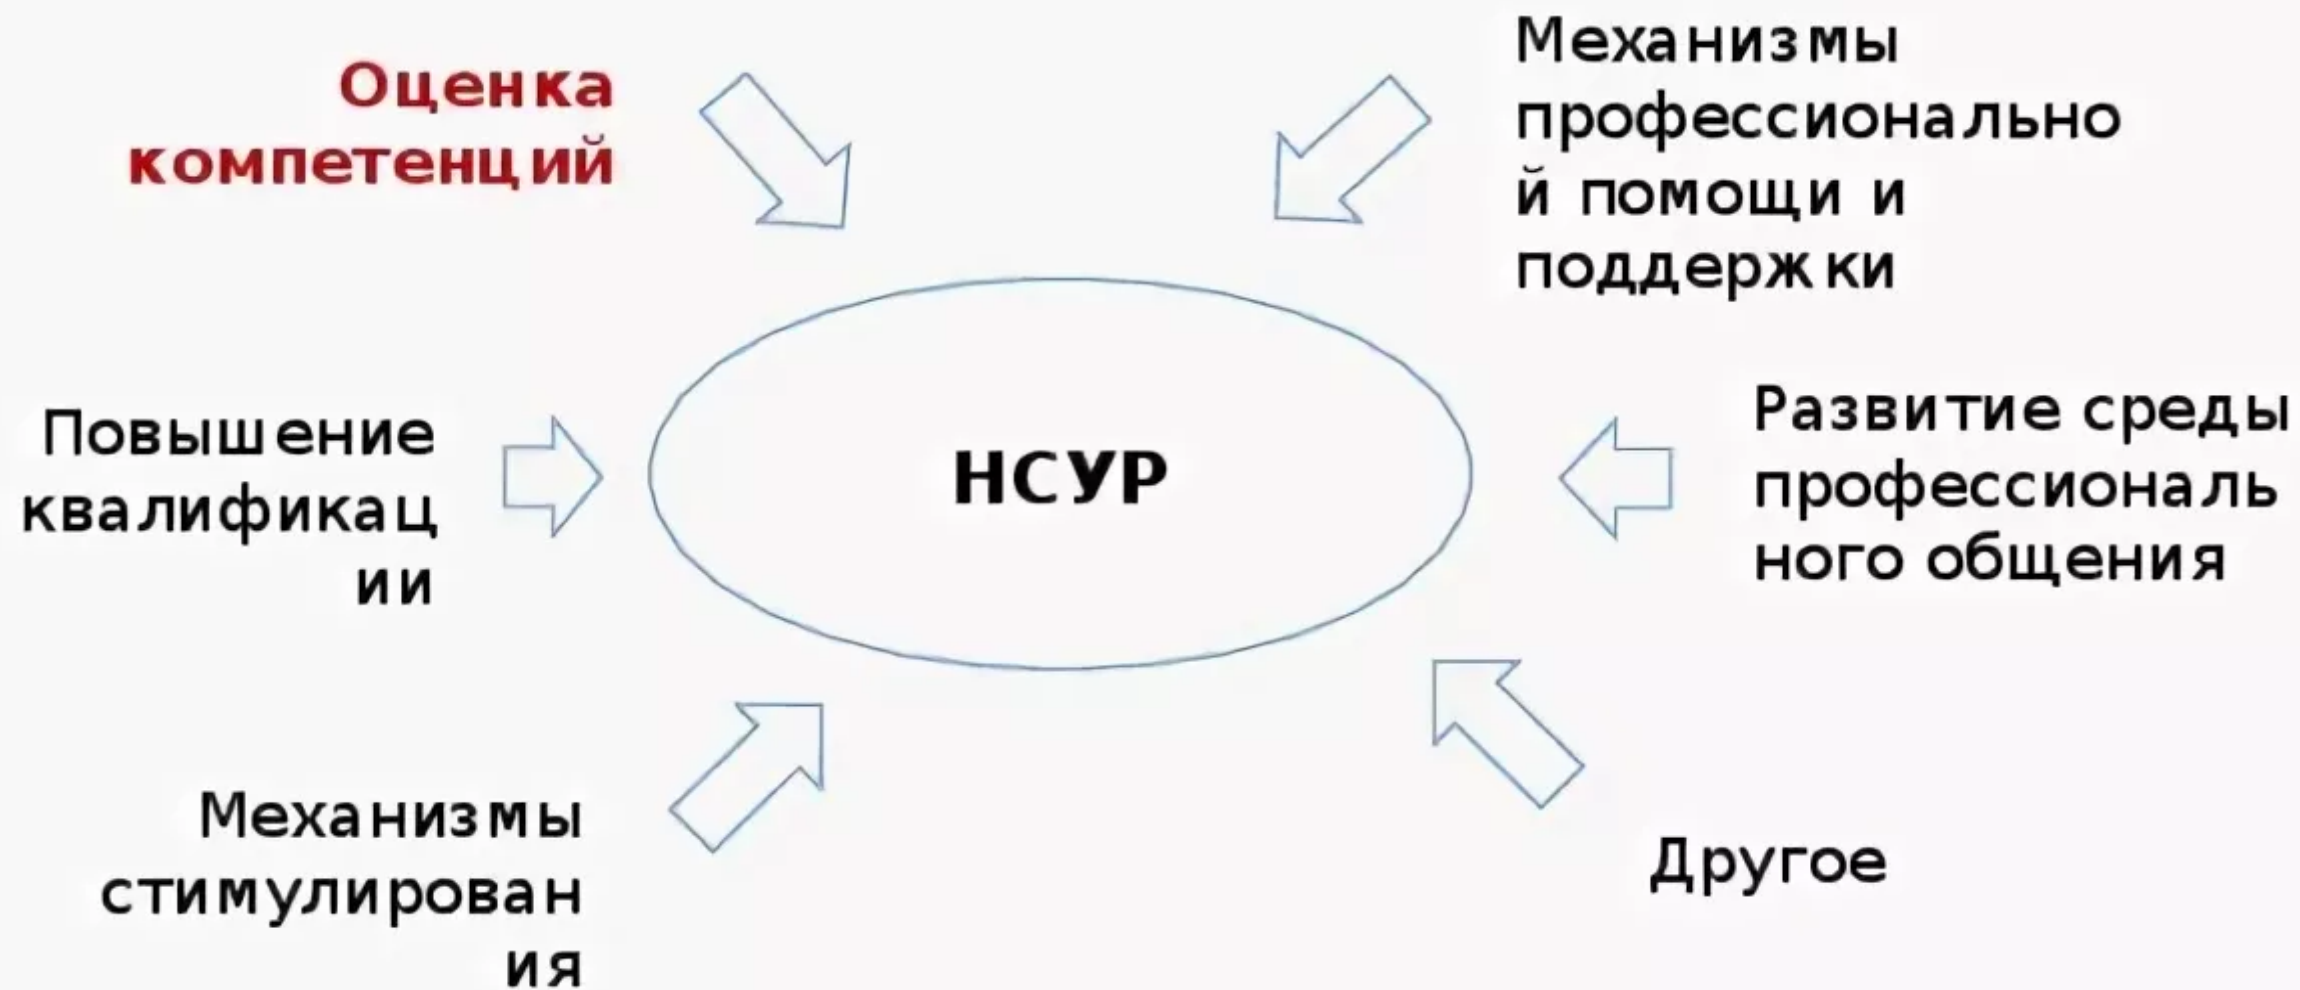 Оценка
компетенций
Механизмы
профессионально
й помощи и
поддержки
Повышение
квалификац
ии
НСУР
Развитие среды
профессиональ
ного общения
Механизмы
стимулирован
ия
Другое